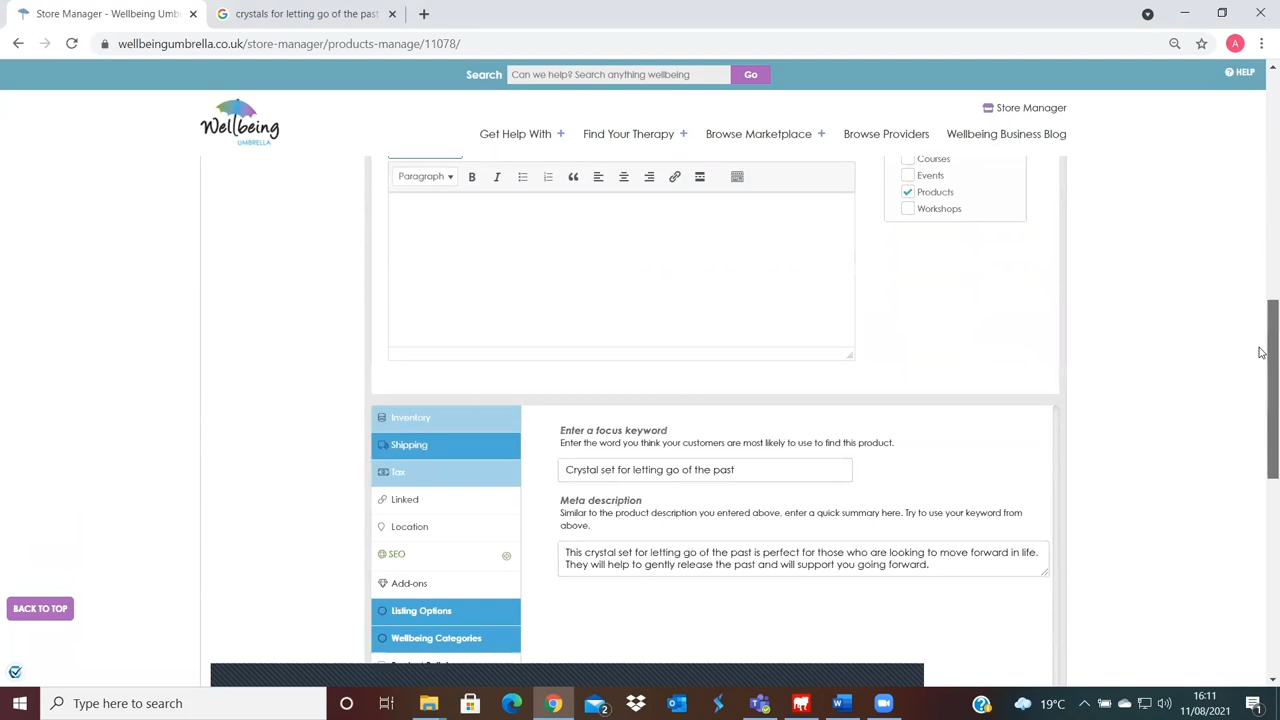 Store Manager - Wellbeing Umb
crystals for letting go of the past
wellbeingumbrella.co.uk/store-manager/products-manage/11078/
A
Search
Can we help? Search anything wellbeing
Go
HELP
Wellbeing
UMBRELLA
Store Manager
Get Help With +
Find Your Therapy +
Browse Marketplace +
Browse Providers
Wellbeing Business Blog
Courses
Events
Products
Workshops
Paragraph
B
I
Inventory
Shipping
Tax
Linked
Location
SEO
Add-ons
Listing Options
Wellbeing Categories
Enter a focus keyword
Enter the word you think your customers are most likely to use to find this product.
Crystal set for letting go of the past
Meta description
Similar to the product description you entered above, enter a quick summary here. Try to use your keyword from
above.
This crystal set for letting go of the past is perfect for those who are looking to move forward in life.
They will help to gently release the past and will support you going forward.
BACK TO TOP
Type here to search
2
19°C
16:11
11/08/2021
1